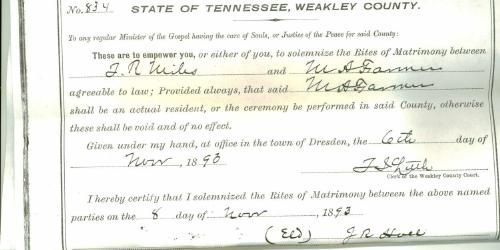 No. 834 STATE OF TENNESSEE, WEAKLEY COUNTY.
To any regular Minister of the Gospel having the care of Souls, or Justice of the Peace for said County:
These are to empower you, or either of you, to solemnize the Rites of Matrimony between
J. R Miles and M A Farmer
agreeable to law; Provided always, that said M A Farmer
shall be an actual resident, or the ceremony be performed in said County, otherwise
these shall be void and of no effect.
Given under my hand, at office in the town of Dresden, the 6th day of
Nov, 1893
Clerk of the Weakley County Court.
I hereby certify that I solemnized the Rites of Matrimony between the above named
parties on the 8 day of Nov, 1893
J R Hall